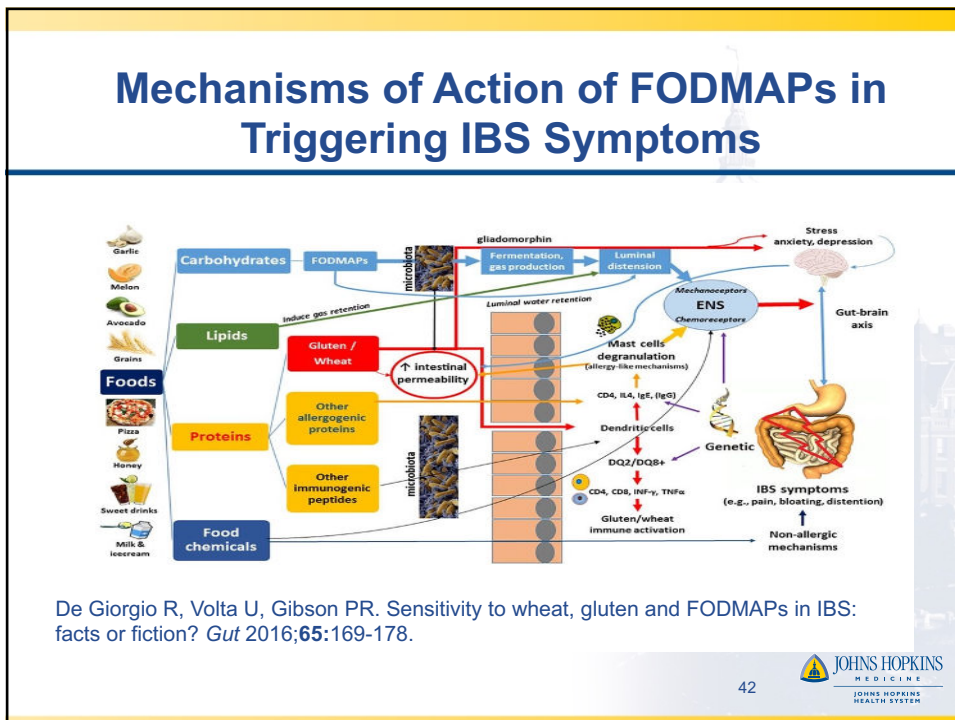 Mechanisms of Action of FODMAPs in
Triggering IBS Symptoms
Garlic
Melon
Avocado
Grains
Foods
Pizza
Honey
Sweet drinks
Milk &
icecream
Carbohydrates
FODMAPs
microbiota
gliadomorphin
Fermentation,
gas production
Luminal
distension
Stress
anxiety, depression
Induce gas retention
Luminal water retention
Mechanoceptors
ENS
Chemoreceptors
Gut-brain
axis
Lipids
Gluten /
Wheat
↑ intestinal
permeability
Mast cells
degranulation
(allergy-like mechanisms)
Proteins
Other
allergogenic
proteins
CD4, IL4, IgE, (IgG)
Dendritic cells
DQ2/DQ8+
Genetic
Other
immunogenic
peptides
microbiota
CD4, CD8, INF-γ, TNFα
Gluten/wheat
immune activation
IBS symptoms
(e.g., pain, bloating, distention)
Non-allergic
mechanisms
Food
chemicals
De Giorgio R, Volta U, Gibson PR. Sensitivity to wheat, gluten and FODMAPs in IBS:
facts or fiction? Gut 2016;65:169-178.
42
JOHNS HOPKINS
MEDICINE
JOHNS HOPKINS
HEALTH SYSTEM